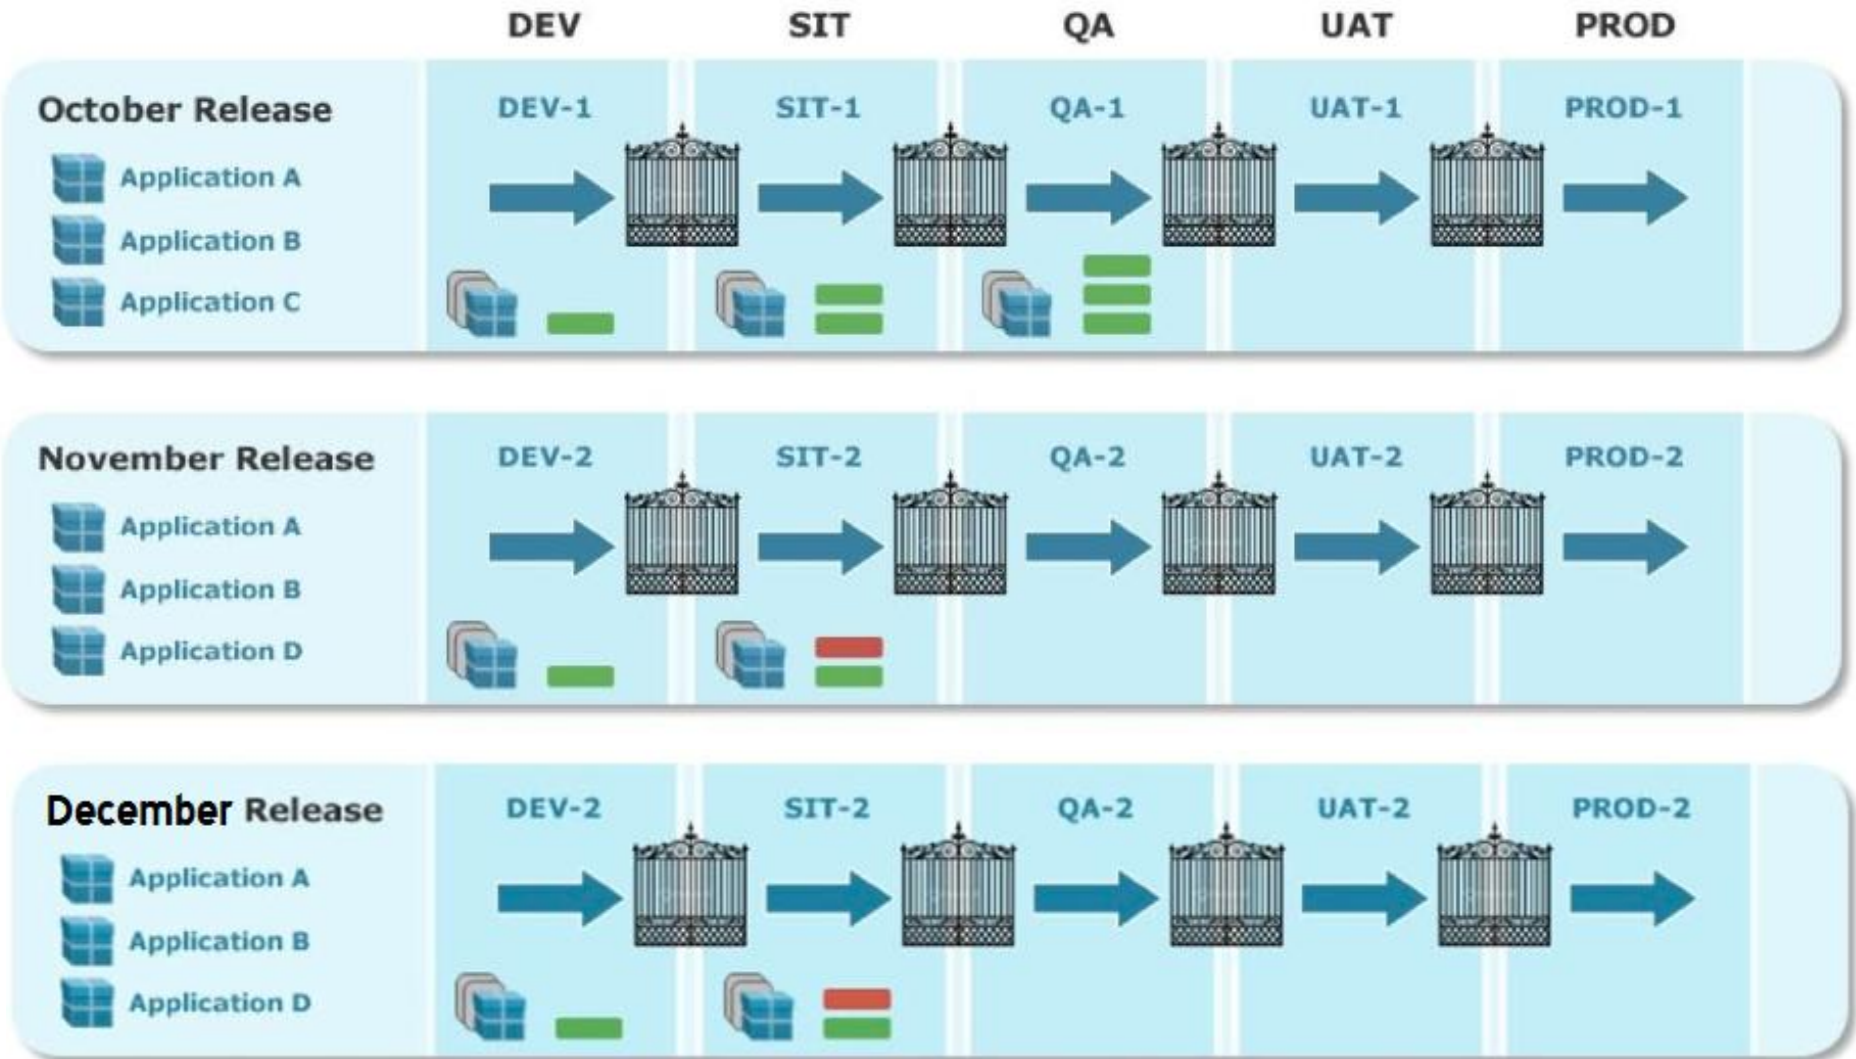 DEV SIT QA UAT PROD
October Release DEV-1 SIT-1 QA-1 UAT-1 PROD-1
Application A
Application B
Application C
November Release DEV-2 SIT-2 QA-2 UAT-2 PROD-2
Application A
Application B
Application D
December Release DEV-2 SIT-2 QA-2 UAT-2 PROD-2
Application A
Application B
Application D